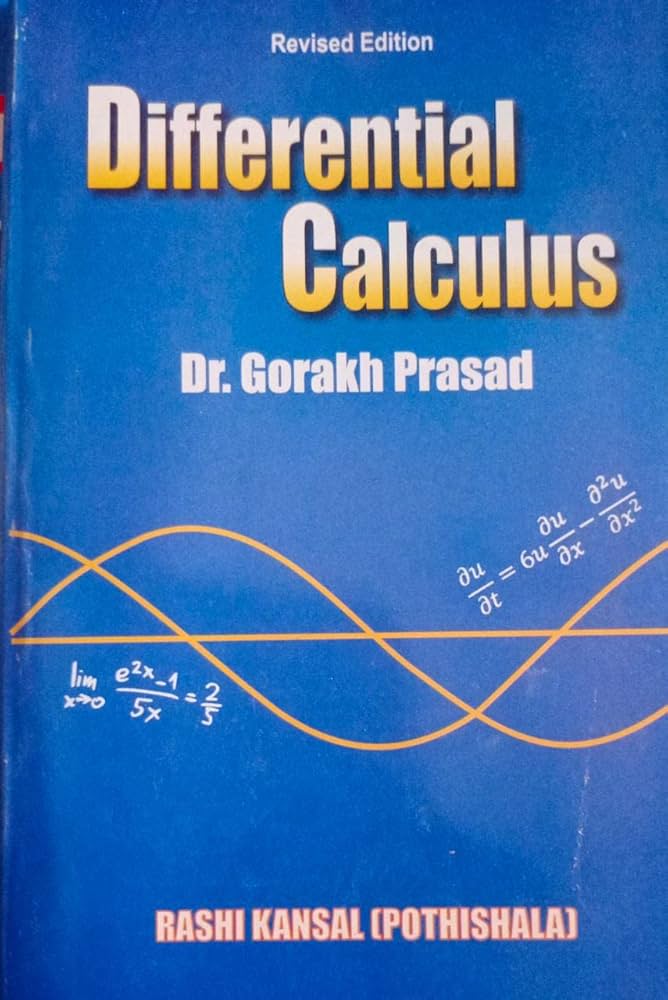 Revised Edition
Differential
Calculus
Dr. Gorakh Prasad
∂u/∂t = 6u ∂u/∂x − ∂²u/∂x²
lim x→0 e^2x-1/5x = 2/5
RASHI KANSAL (POTHISHALA)